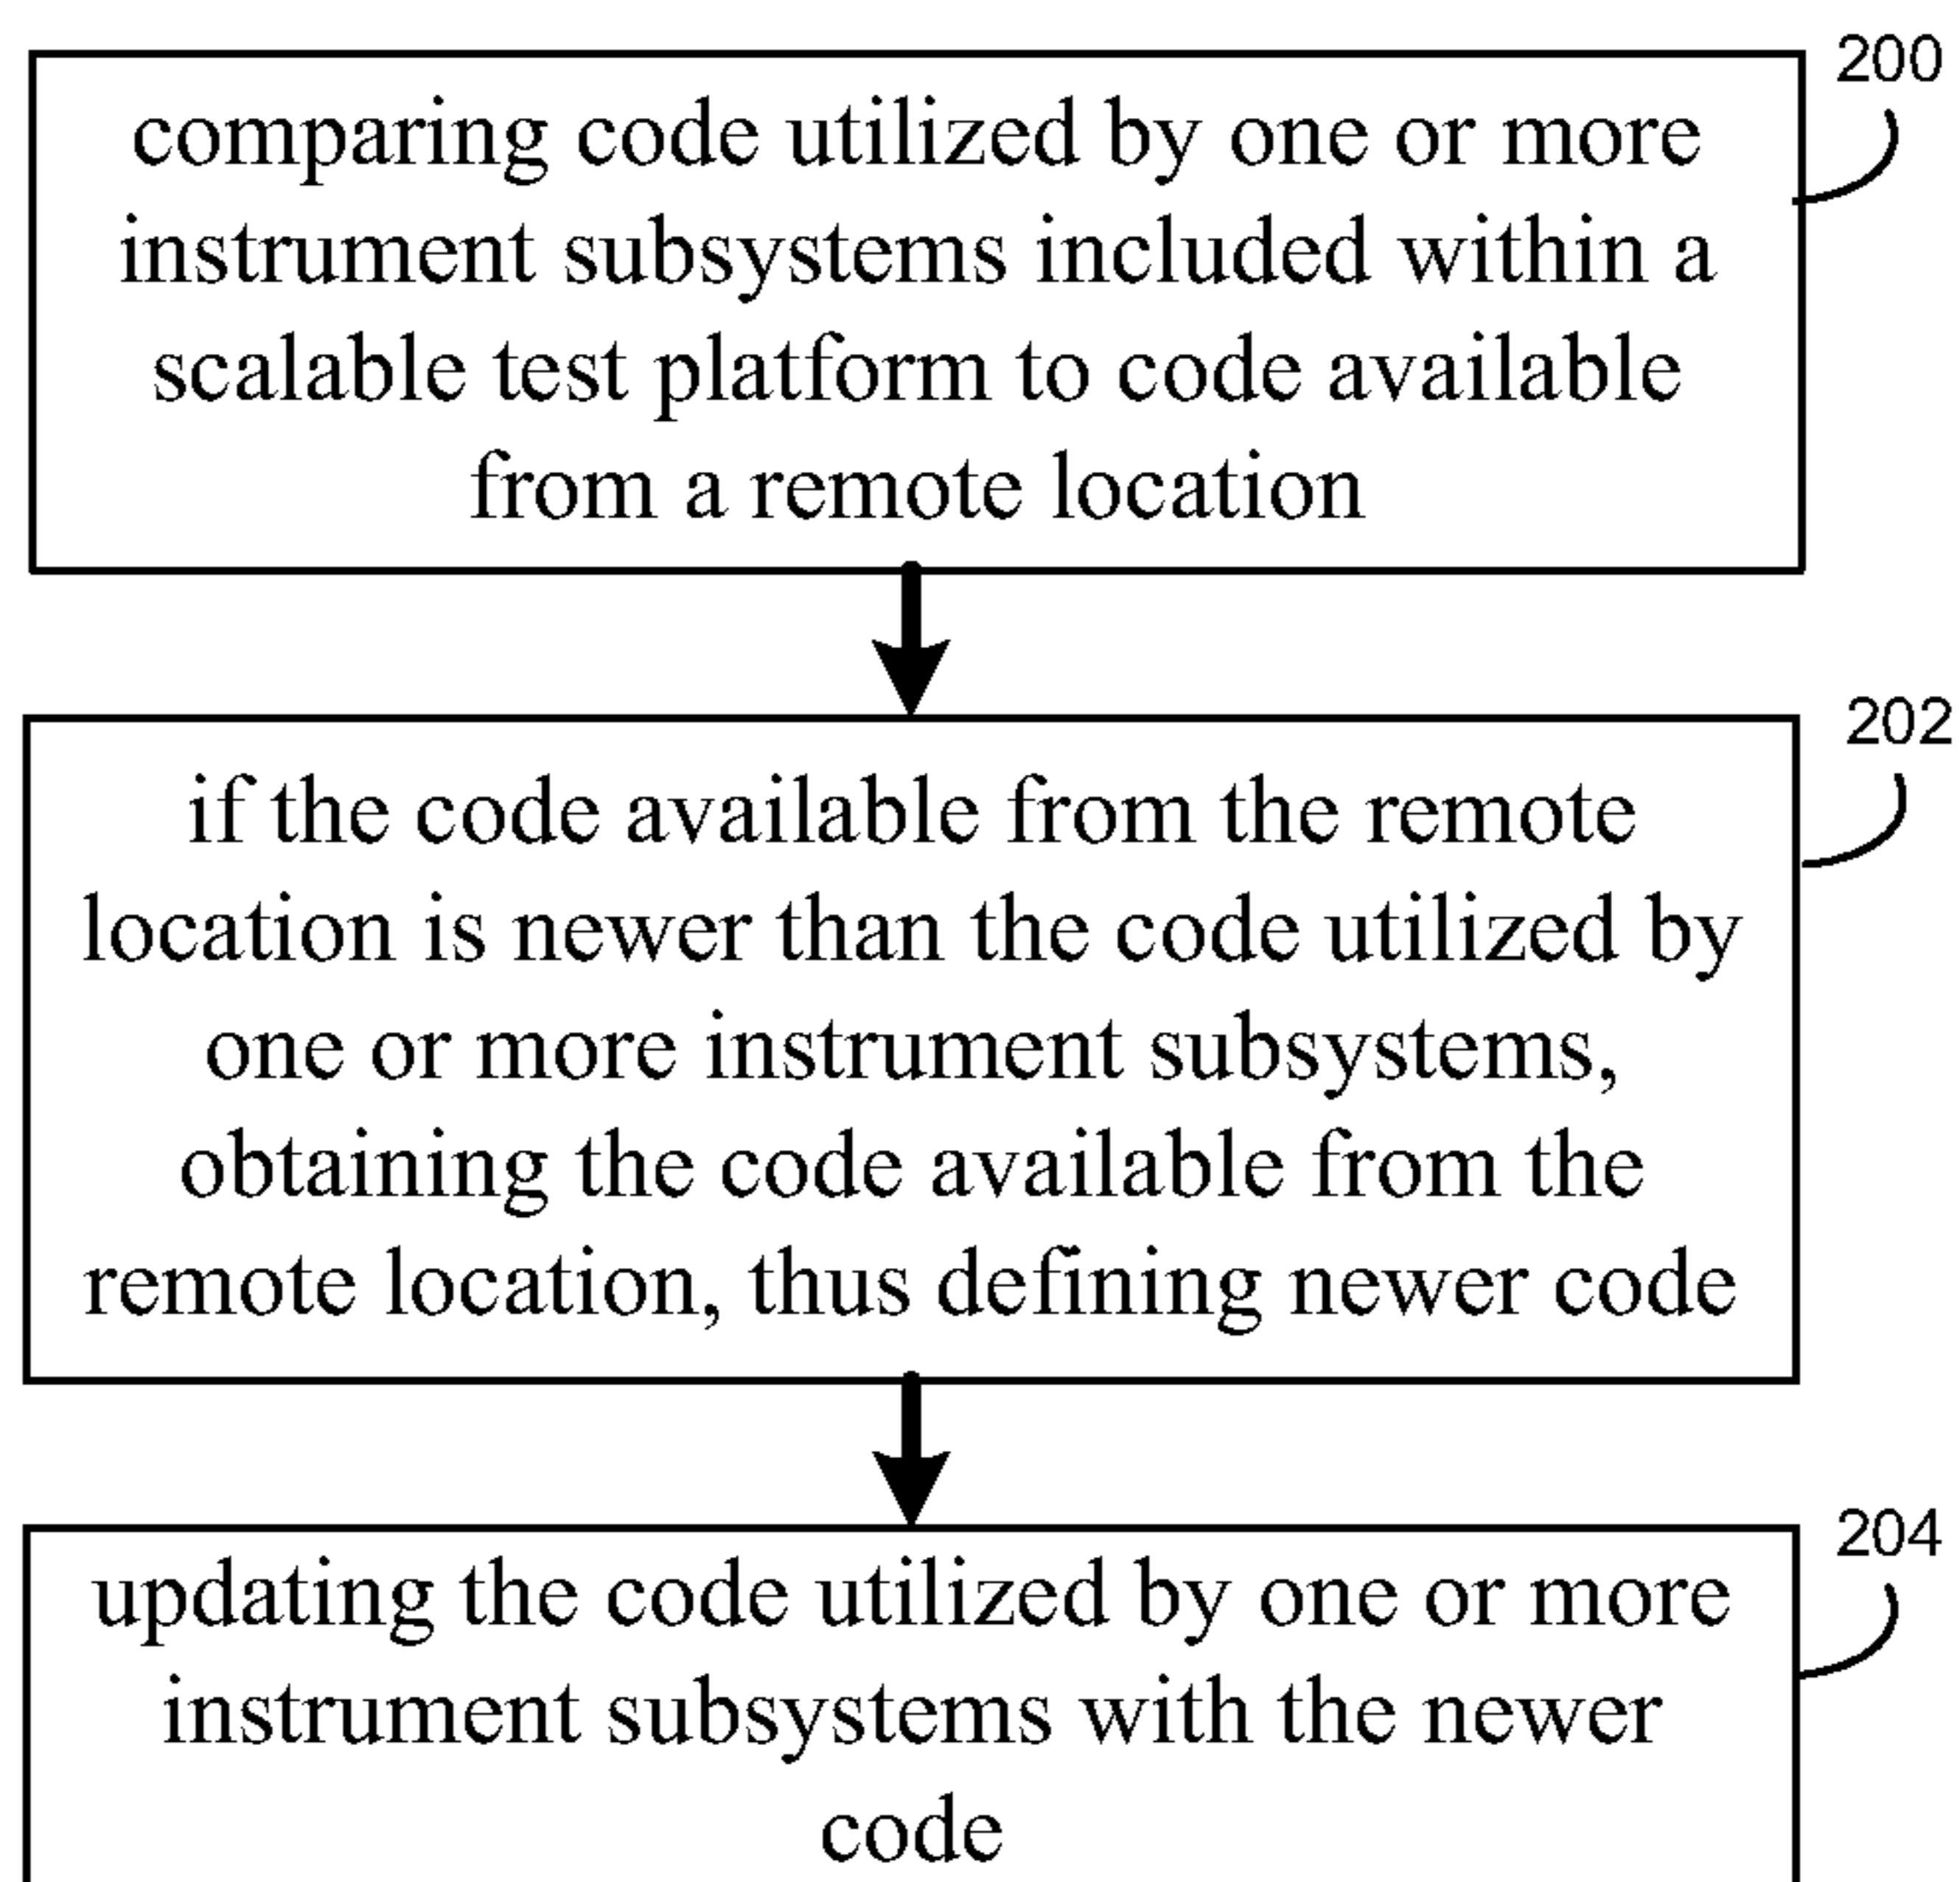 200
comparing code utilized by one or more
instrument subsystems included within a
scalable test platform to code available
from a remote location
202
if the code available from the remote
location is newer than the code utilized by
one or more instrument subsystems,
obtaining the code available from the
remote location, thus defining newer code
204
updating the code utilized by one or more
instrument subsystems with the newer
code